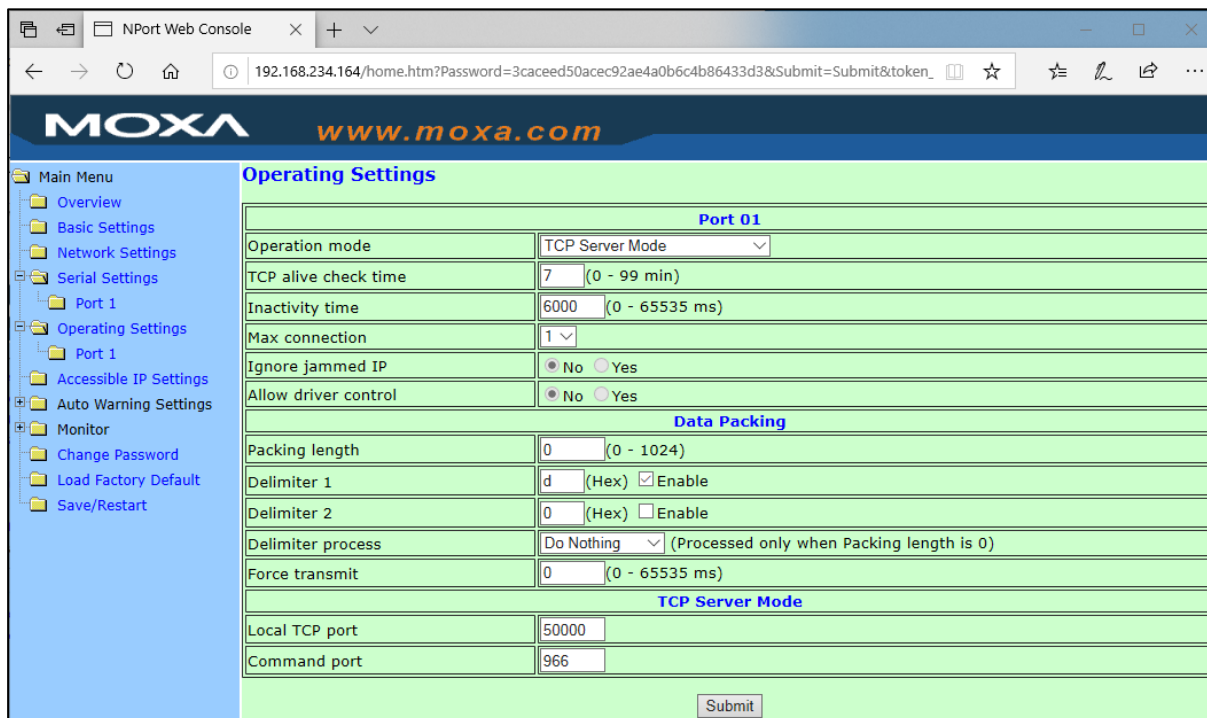 NPort Web Console
192.168.234.164/home.htm?Password=3caceed50acec92ae4a0b6c4b86433d3&Submit=Submit&token_
MOXA www.moxa.com
Main Menu
Overview
Basic Settings
Network Settings
Serial Settings
Port 1
Operating Settings
Port 1
Accessible IP Settings
Auto Warning Settings
Monitor
Change Password
Load Factory Default
Save/Restart
Operating Settings
Port 01
Operation mode TCP Server Mode
TCP alive check time 7 (0 - 99 min)
Inactivity time 6000 (0 - 65535 ms)
Max connection 1
Ignore jammed IP No Yes
Allow driver control No Yes
Data Packing
Packing length 0 (0 - 1024)
Delimiter 1 d (Hex) Enable
Delimiter 2 0 (Hex) Enable
Delimiter process Do Nothing (Processed only when Packing length is 0)
Force transmit 0 (0 - 65535 ms)
TCP Server Mode
Local TCP port 50000
Command port 966
Submit